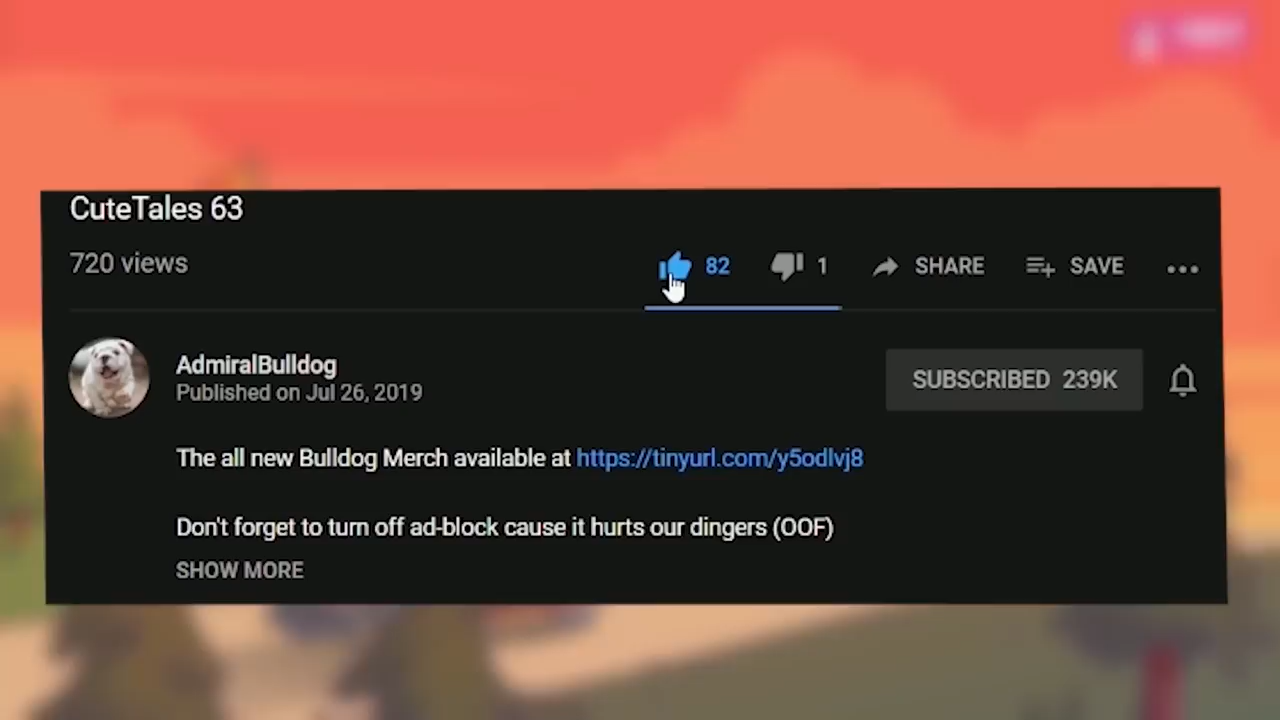 CuteTales 63
720 views
82 1 SHARE SAVE
AdmiralBulldog
Published on Jul 26, 2019
SUBSCRIBED 239K
The all new Bulldog Merch available at https://tinyurl.com/y5odlvj8
Don't forget to turn off ad-block cause it hurts our dingers (OOF)
SHOW MORE